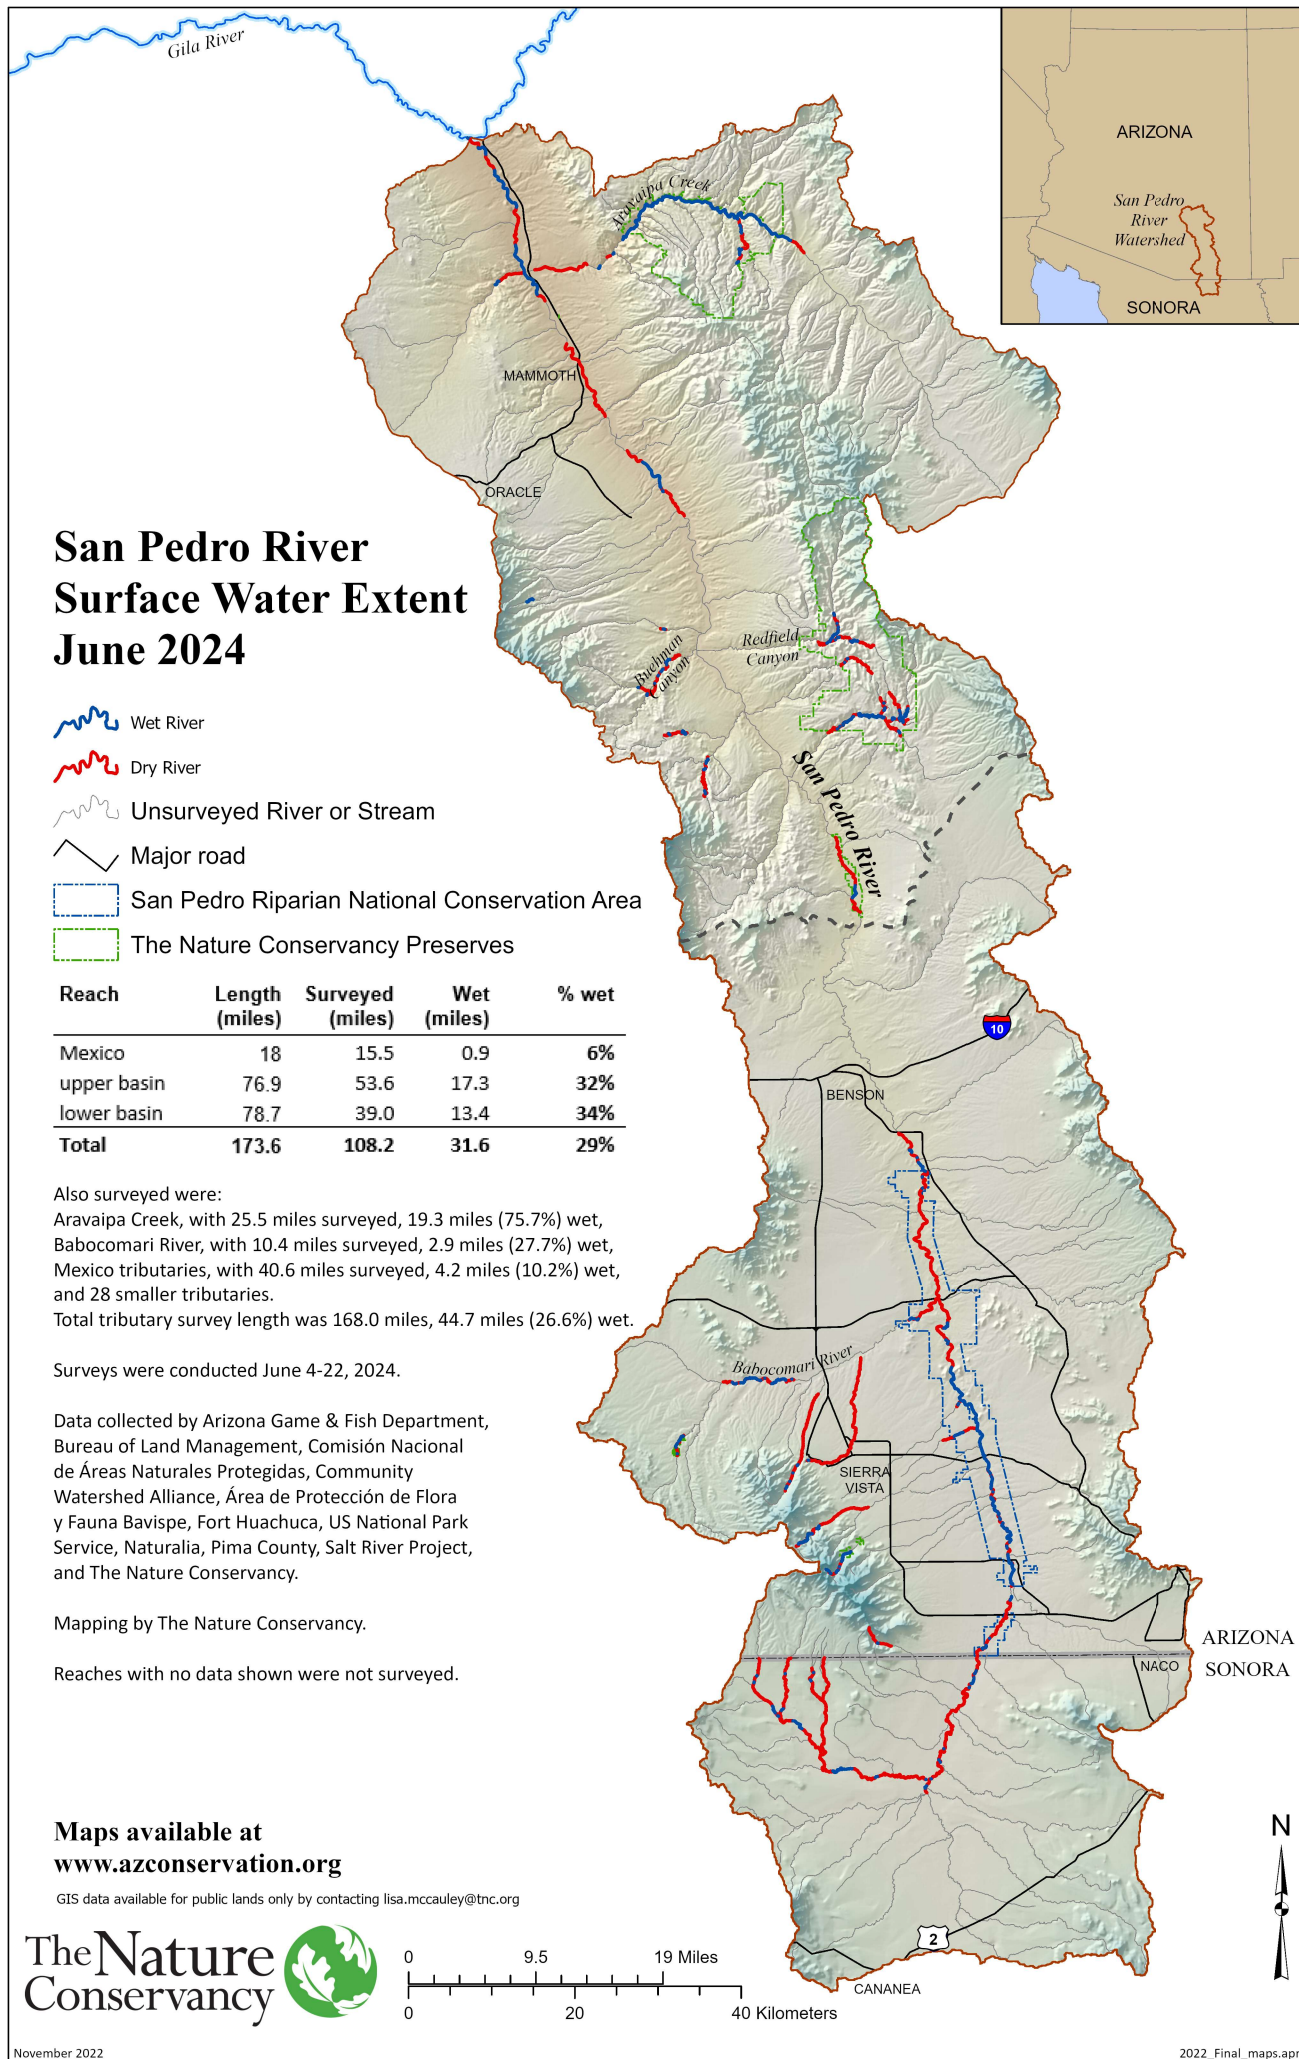 Gila River
ARIZONA
San Pedro
River
Watershed
SONORA
Aravaipa Creek
MAMMOTH
ORACLE
San Pedro River
Surface Water Extent
June 2024
Redfield
Canyon
Buehman
Canyon
Wet River
Dry River
San Pedro River
Unsurveyed River or Stream
Major road
San Pedro Riparian National Conservation Area
The Nature Conservancy Preserves
Reach Length (miles) Surveyed (miles) Wet (miles) % wet
Mexico 18 15.5 0.9 6%
upper basin 76.9 53.6 17.3 32%
lower basin 78.7 39.0 13.4 34%
Total 173.6 108.2 31.6 29%
10
BENSON
Also surveyed were:
Aravaipa Creek, with 25.5 miles surveyed, 19.3 miles (75.7%) wet,
Babocomari River, with 10.4 miles surveyed, 2.9 miles (27.7%) wet,
Mexico tributaries, with 40.6 miles surveyed, 4.2 miles (10.2%) wet,
and 28 smaller tributaries.
Total tributary survey length was 168.0 miles, 44.7 miles (26.6%) wet.
Surveys were conducted June 4-22, 2024.
Babocomari River
Data collected by Arizona Game & Fish Department,
Bureau of Land Management, Comisión Nacional
de Áreas Naturales Protegidas, Community
Watershed Alliance, Área de Protección de Flora
y Fauna Bavispe, Fort Huachuca, US National Park
Service, Naturalia, Pima County, Salt River Project,
and The Nature Conservancy.
SIERRA
VISTA
Mapping by The Nature Conservancy.
Reaches with no data shown were not surveyed.
ARIZONA
SONORA
NACO
Maps available at
www.azconservation.org
GIS data available for public lands only by contacting lisa.mccauley@tnc.org
N
The Nature
Conservancy
0 9.5 19 Miles
0 20 40 Kilometers
2
CANANEA
November 2022
2022_Final_maps.apr